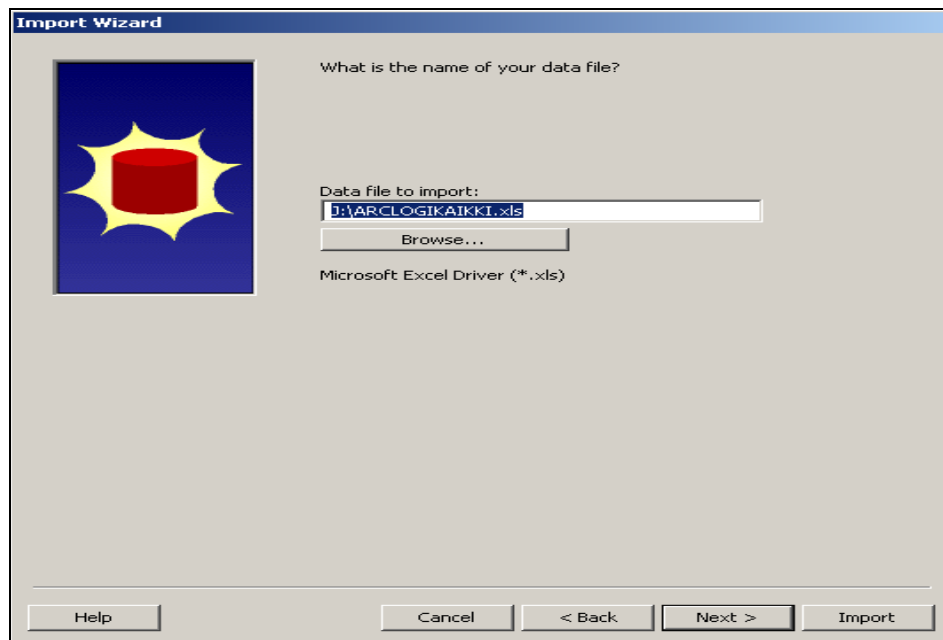 Import Wizard
What is the name of your data file?
Data file to import:
J:\ARCLOGIKAIKKI.xls
Browse...
Microsoft Excel Driver (*.xls)
Help
Cancel
< Back
Next >
Import